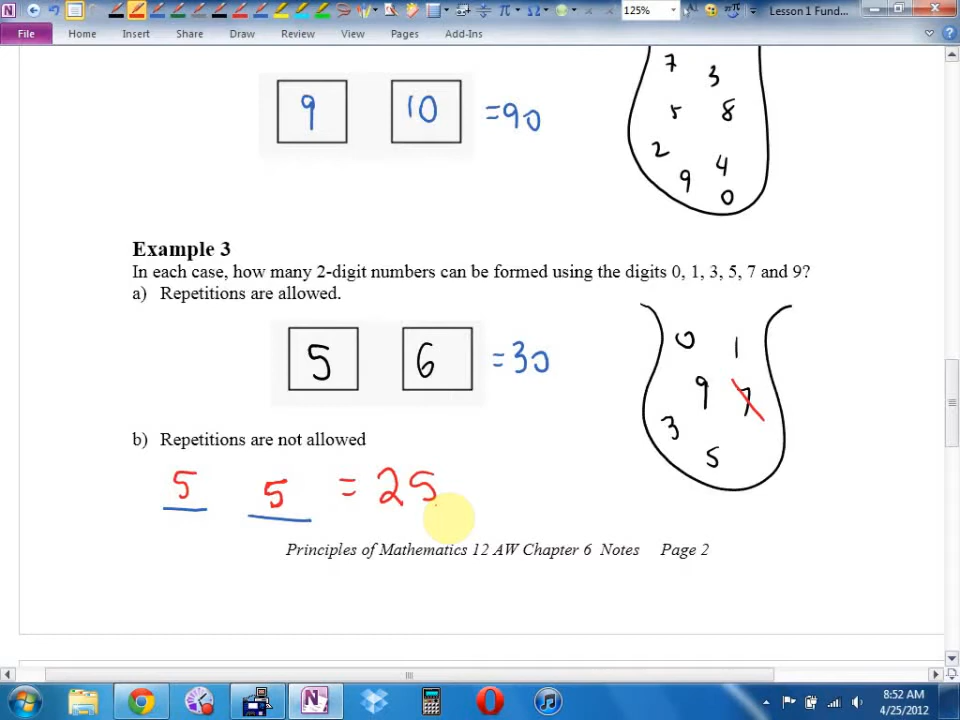 125% Lesson 1 Fund...
File Home Insert Share Draw Review View Pages Add-Ins
9 10 =90
7 3
5 8
2 4
9 0
Example 3
In each case, how many 2-digit numbers can be formed using the digits 0, 1, 3, 5, 7 and 9?
a) Repetitions are allowed.
5 6 =30
0 1
9 7
3
5
b) Repetitions are not allowed
5 5 = 25
Principles of Mathematics 12 AW Chapter 6 Notes Page 2
8:52 AM
4/25/2012